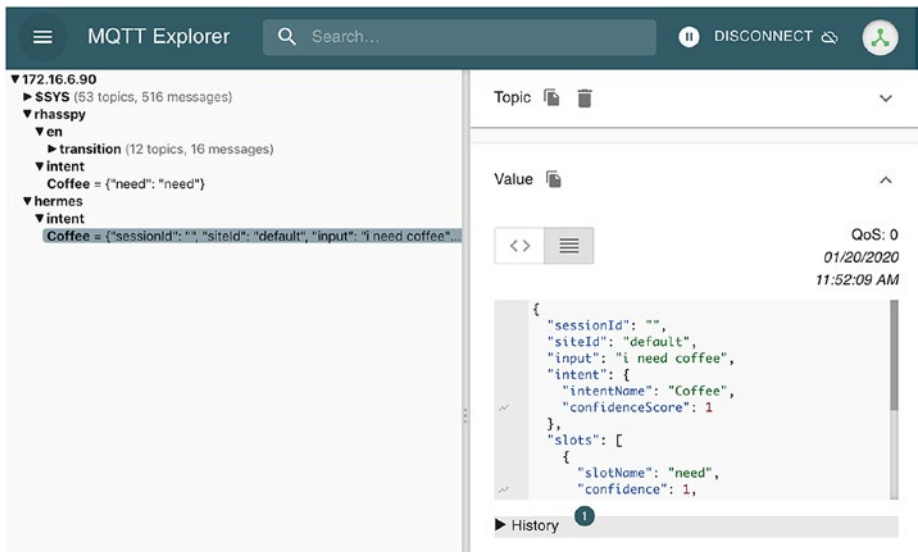 MQTT Explorer
Search...
DISCONNECT
▼172.16.6.90
▶ $SYS (53 topics, 516 messages)
▼rhasspy
▼en
▶ transition (12 topics, 16 messages)
▼intent
Coffee = {"need": "need"}
▼hermes
▼intent
Coffee = {"sessionId": "", "siteId": "default", "input": "i need coffee"...
Topic
Value
QoS: 0
01/20/2020
11:52:09 AM
{
"sessionId": "",
"siteId": "default",
"input": "i need coffee",
"intent": {
"intentName": "Coffee",
"confidenceScore": 1
},
"slots": [
{
"slotName": "need",
"confidence": 1,
▶ History 1